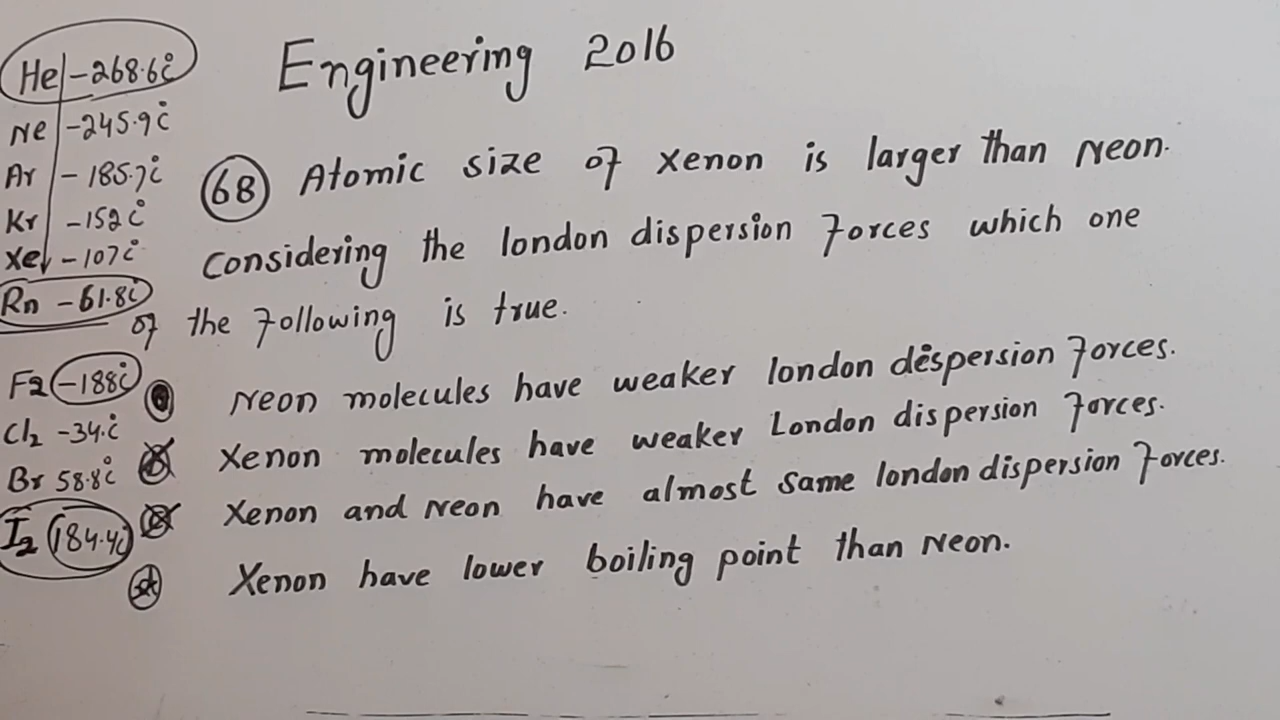 Engineering 2016
He -268.6°C
Ne -245.9°C
Ar -185.7°C
Kr -152°C
Xe -107°C
Rn -61.8°C
F2 -188°C
Cl2 -34.°C
Br 58.8°C
I2 184.4°C
68 Atomic size of xenon is larger than Neon.
Considering the london dispersion Forces which one
of the Following is true.
Neon molecules have weaker london despersion Forces.
b Xenon molecules have weaker London dispersion Forces.
Xenon and Neon have almost same london dispersion Forces.
d Xenon have lower boiling point than Neon.